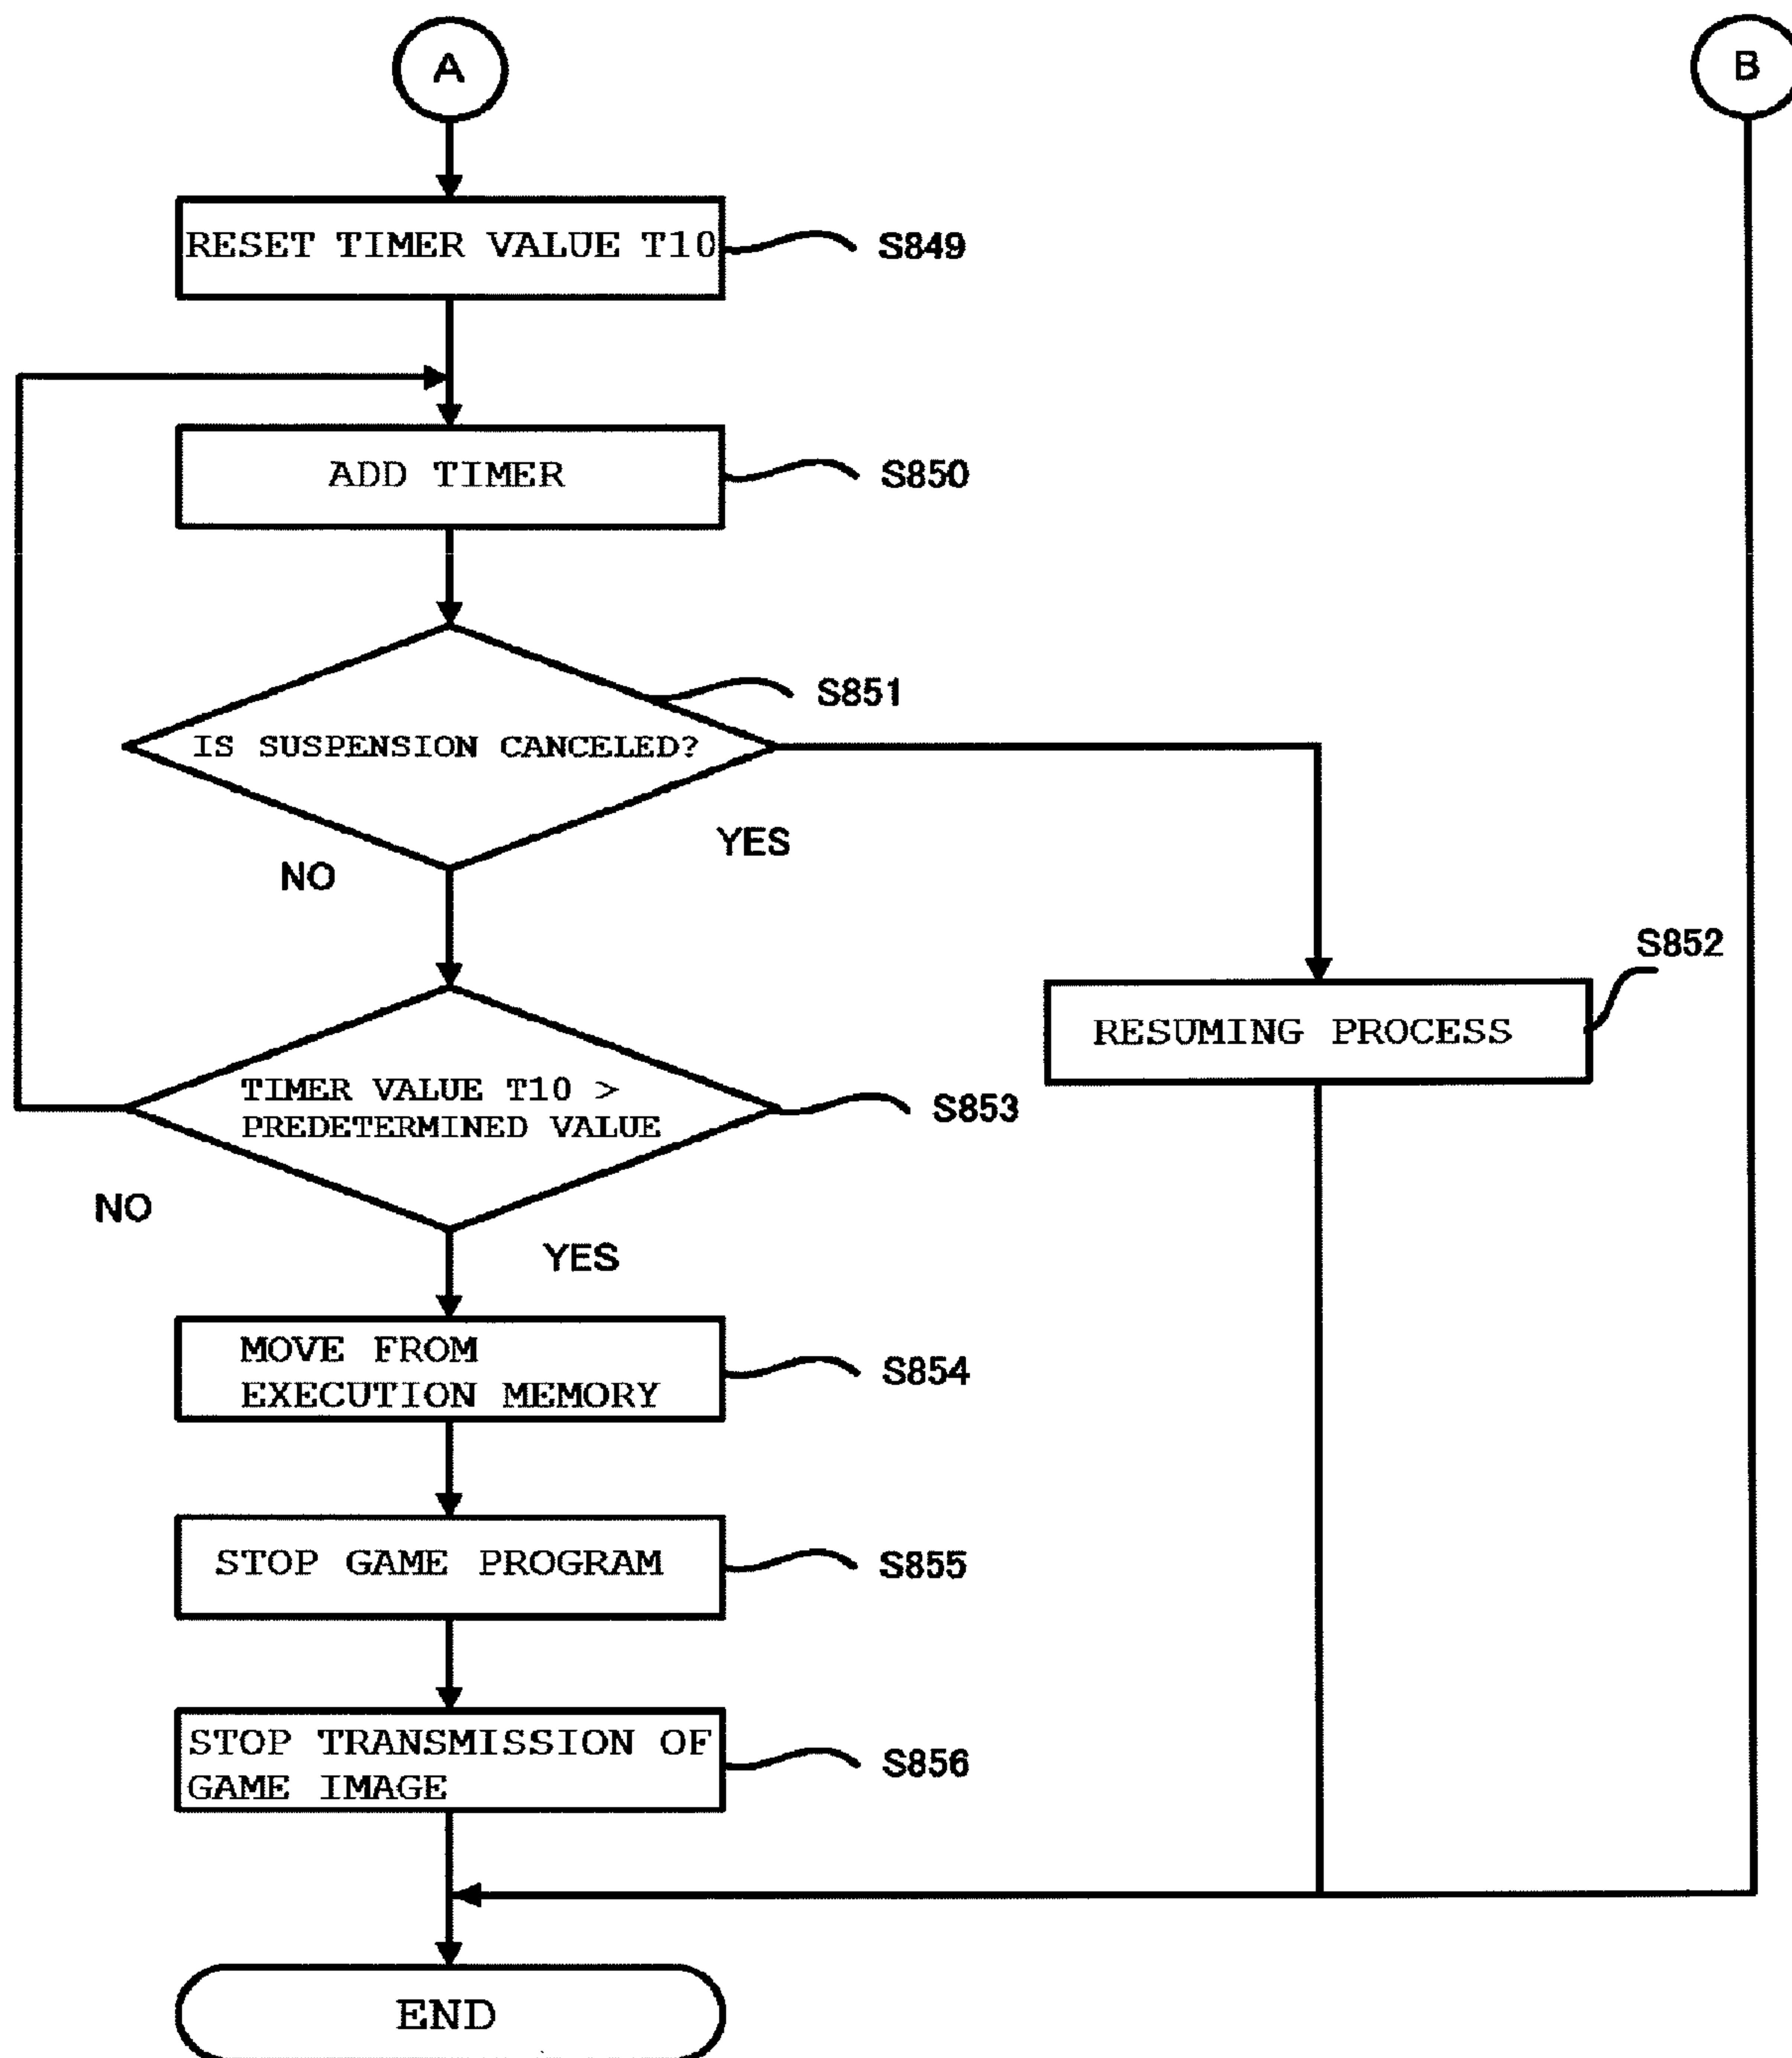 A
B
RESET TIMER VALUE T10
S849
ADD TIMER
S850
S851
IS SUSPENSION CANCELED?
YES
NO
S852
RESUMING PROCESS
TIMER VALUE T10 >
PREDETERMINED VALUE
S853
NO
YES
MOVE FROM
EXECUTION MEMORY
S854
STOP GAME PROGRAM
S855
STOP TRANSMISSION OF
GAME IMAGE
S856
END